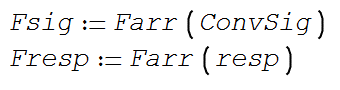 Fsig := Farr(ConvSig)
Fresp := Farr(resp)